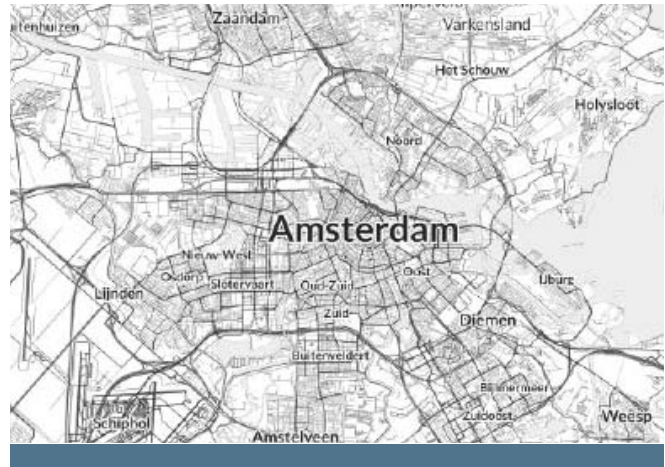 Zaandam
Varkensland
Het Schouw
Holysloot
Noord
Amsterdam
Nieuw-West
Osdorp
Slotervaart
Oud-Zuid
Oost
IJburg
Lijnden
Zuid
Diemen
Buitenveldert
Bijlmermeer
Zuidoost
Weesp
Schiphol
Amstelveen